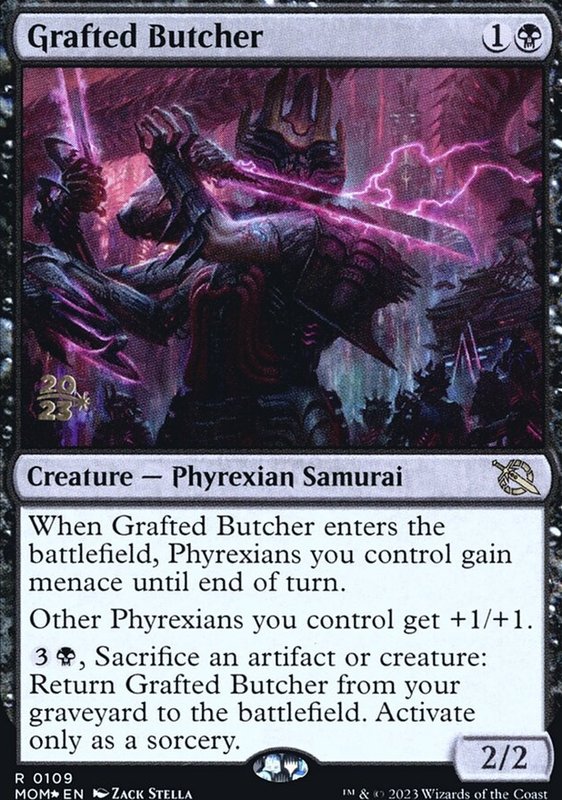 Grafted Butcher 1
20
23
Creature — Phyrexian Samurai
When Grafted Butcher enters the
battlefield, Phyrexians you control gain
menace until end of turn.
Other Phyrexians you control get +1/+1.
3 , Sacrifice an artifact or creature:
Return Grafted Butcher from your
graveyard to the battlefield. Activate
only as a sorcery.
2/2
R 0109
MOM★EN Zack Stella
™ & © 2023 Wizards of the Coast